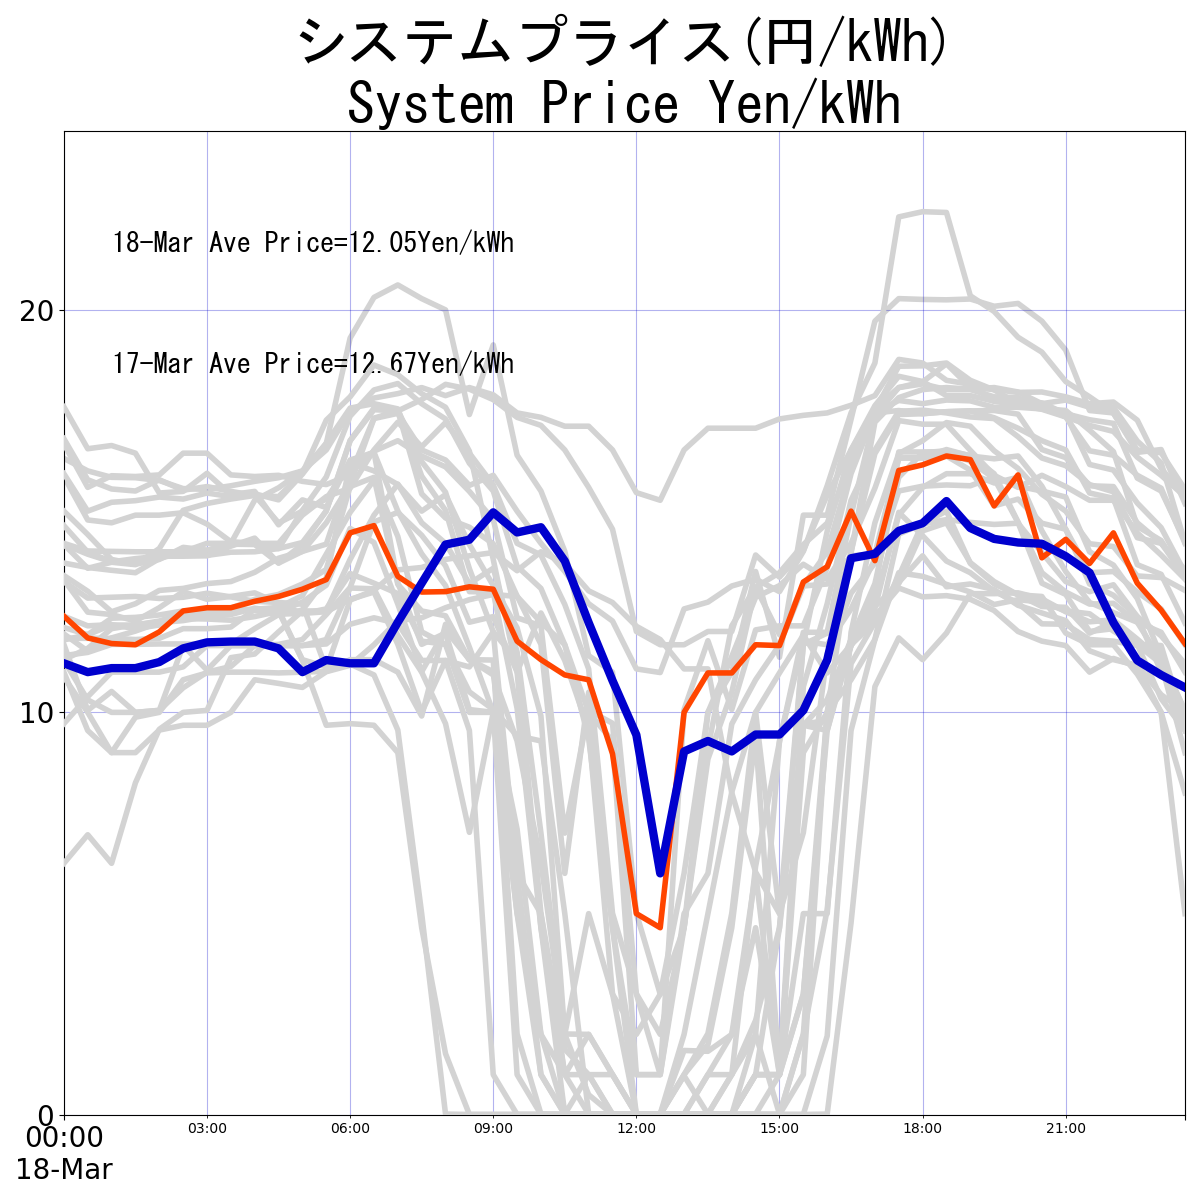 システムプライス(円/kWh)
System Price Yen/kWh
18-Mar Ave Price=12.05Yen/kWh
17-Mar Ave Price=12.67Yen/kWh
20
10
0
00:00 03:00 06:00 09:00 12:00 15:00 18:00 21:00
18-Mar